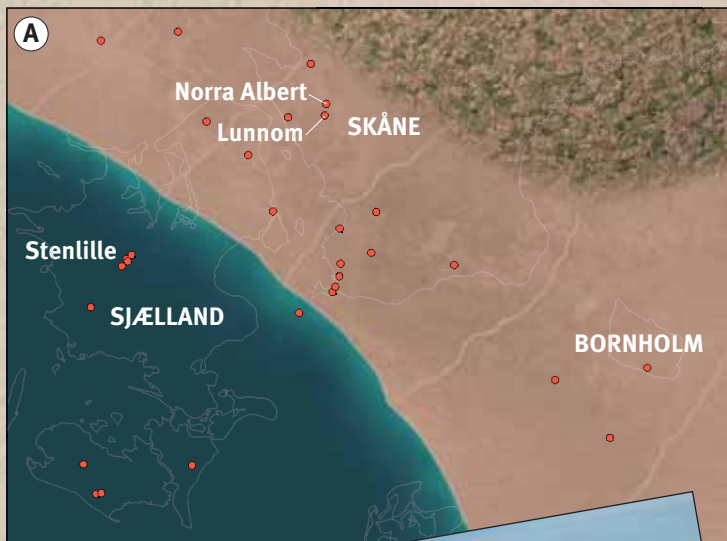 A
Norra Albert
Lunnom
SKÅNE
Stenlille
SJÆLLAND
BORNHOLM